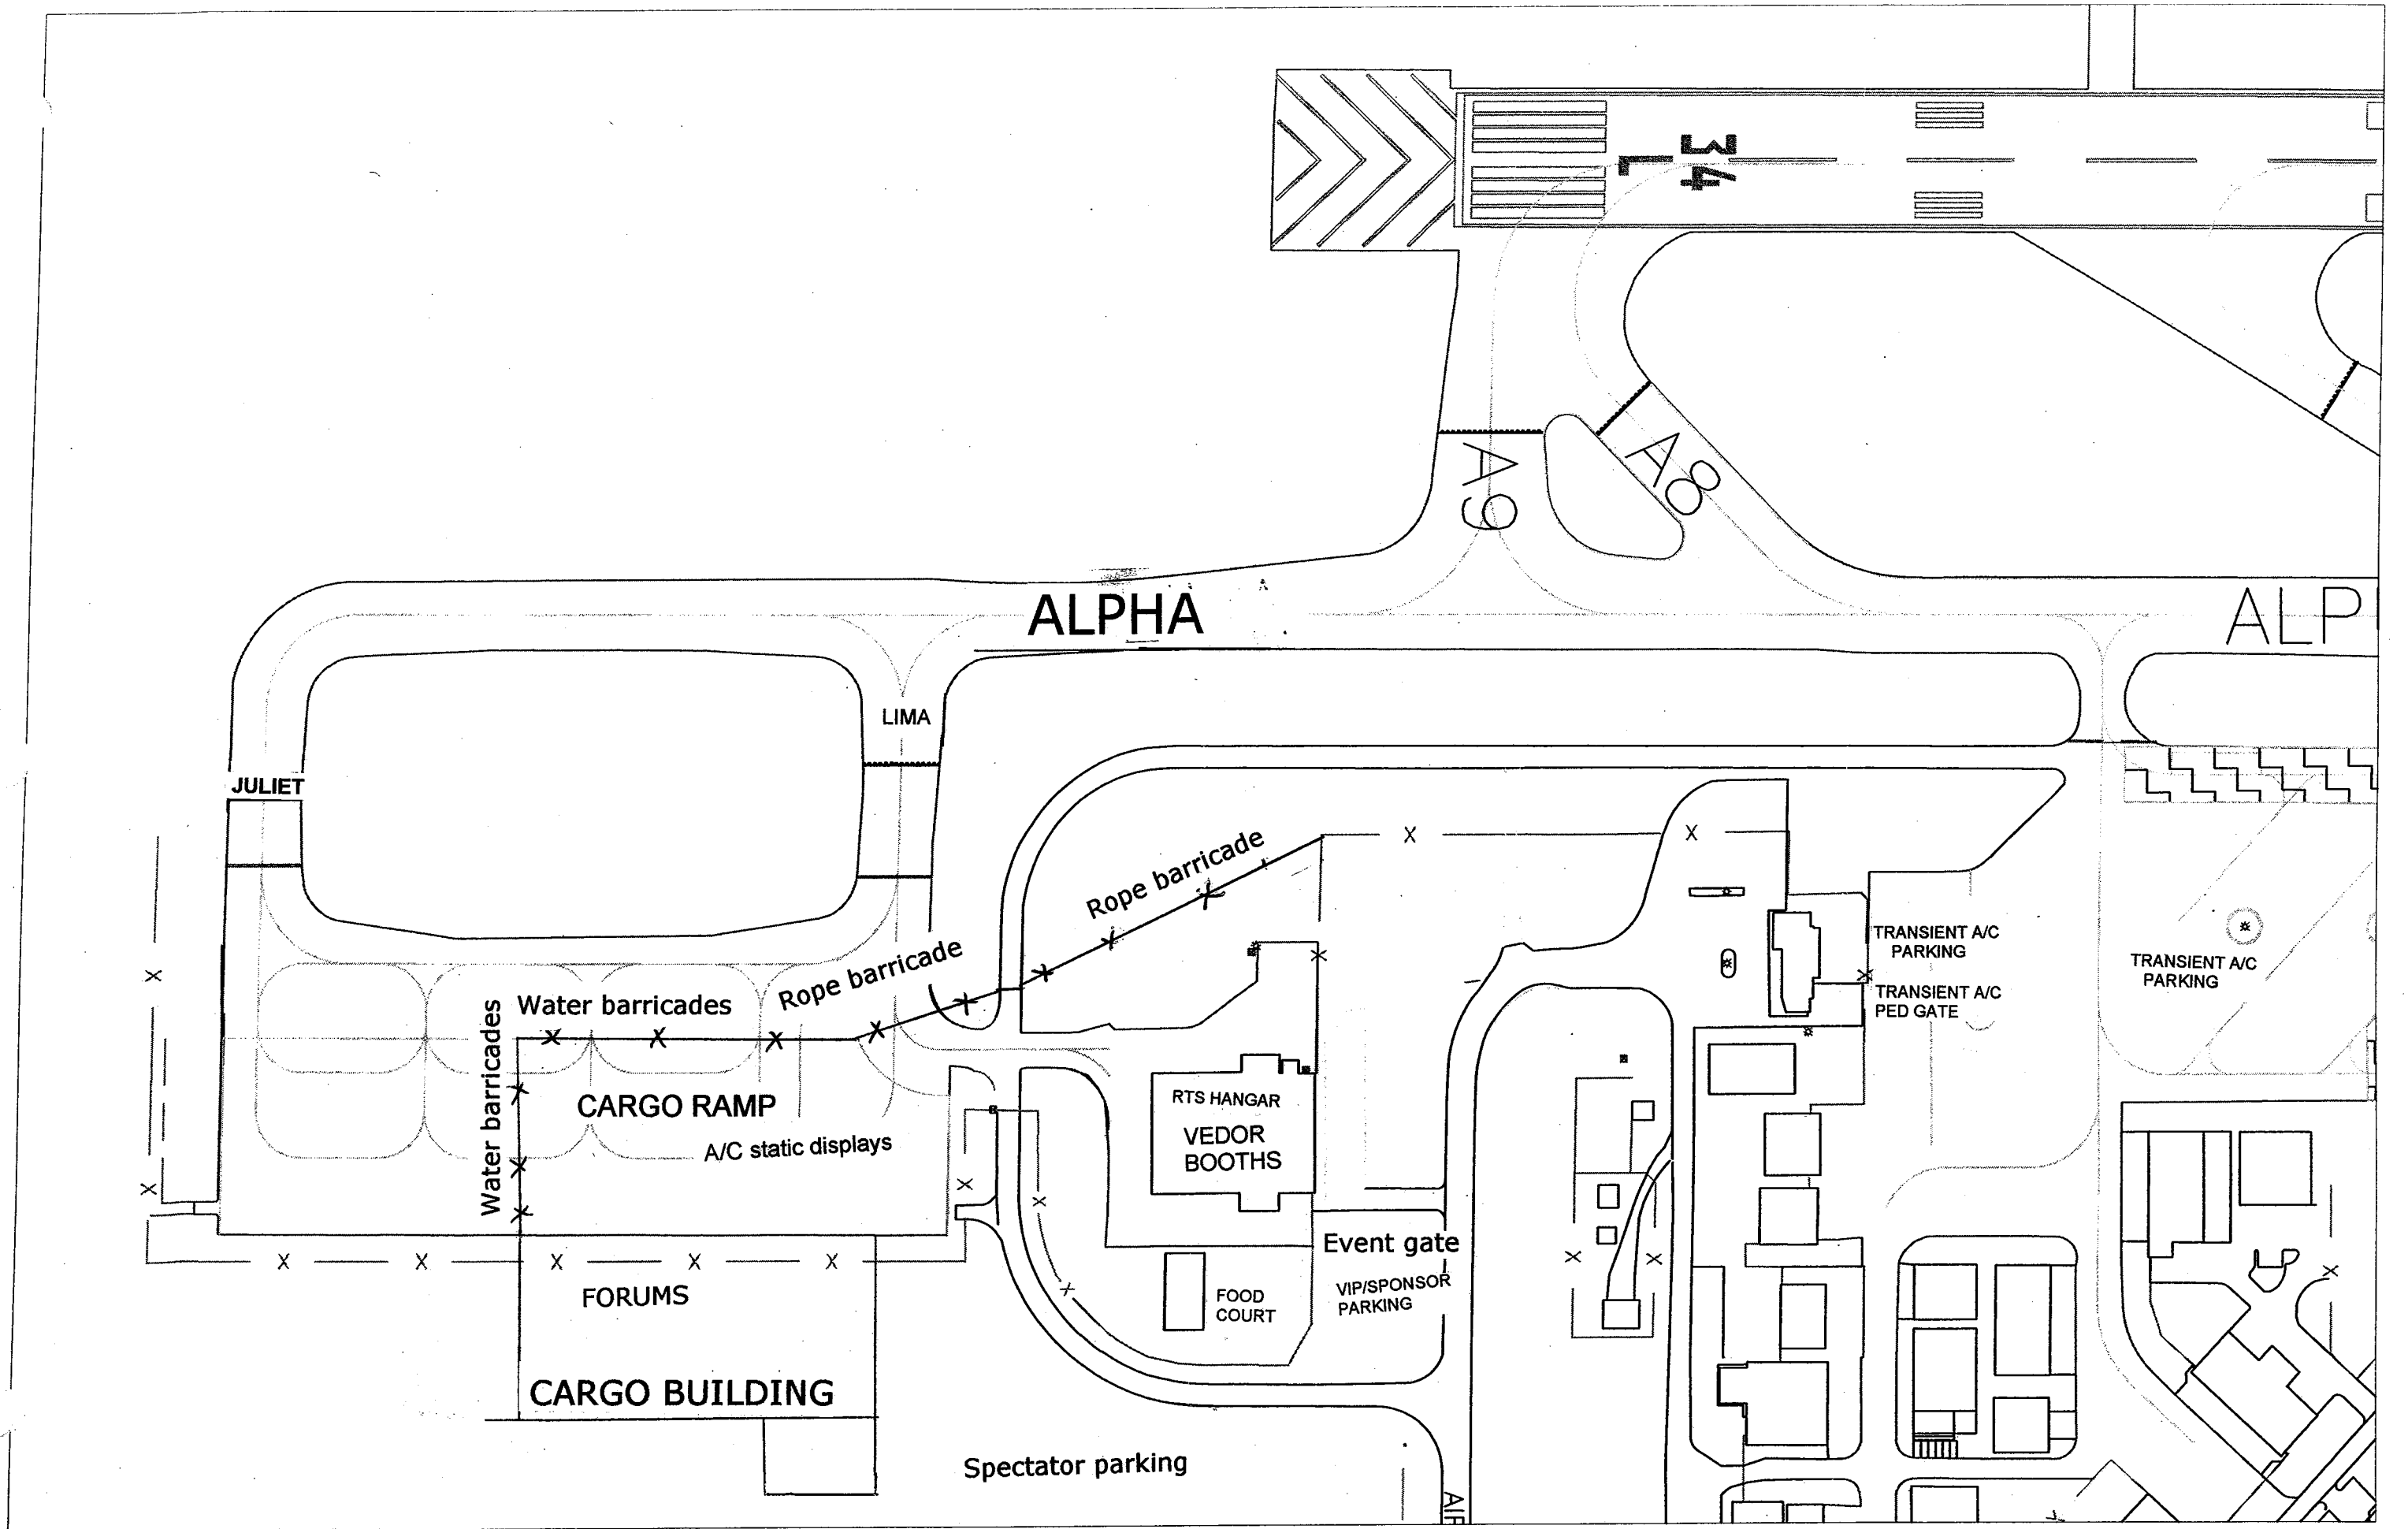 34
L
A9
A8
ALPHA
ALP
LIMA
JULIET
Rope barricade
Rope barricade
Water barricades
Water barricades
CARGO RAMP
A/C static displays
RTS HANGAR
VEDOR
BOOTHS
TRANSIENT A/C
PARKING
TRANSIENT A/C
PED GATE
TRANSIENT A/C
PARKING
Event gate
VIP/SPONSOR
PARKING
FOOD
COURT
FORUMS
CARGO BUILDING
Spectator parking